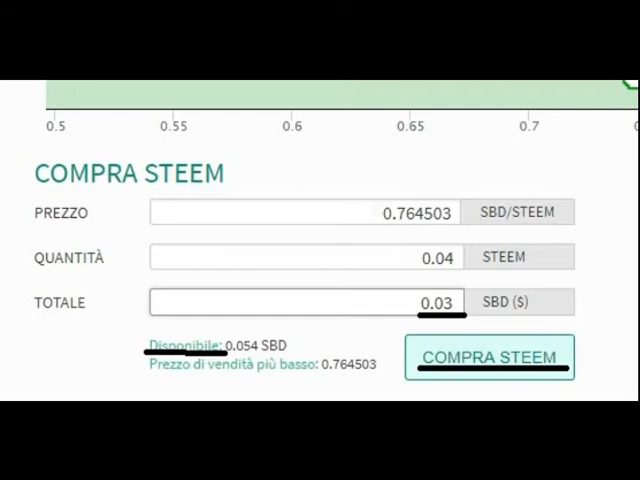 0.5 0.55 0.6 0.65 0.7
COMPRA STEEM
PREZZO 0.764503 SBD/STEEM
QUANTITÀ 0.04 STEEM
TOTALE 0.03 SBD ($)
Disponibile: 0.054 SBD
Prezzo di vendità più basso: 0.764503
COMPRA STEEM